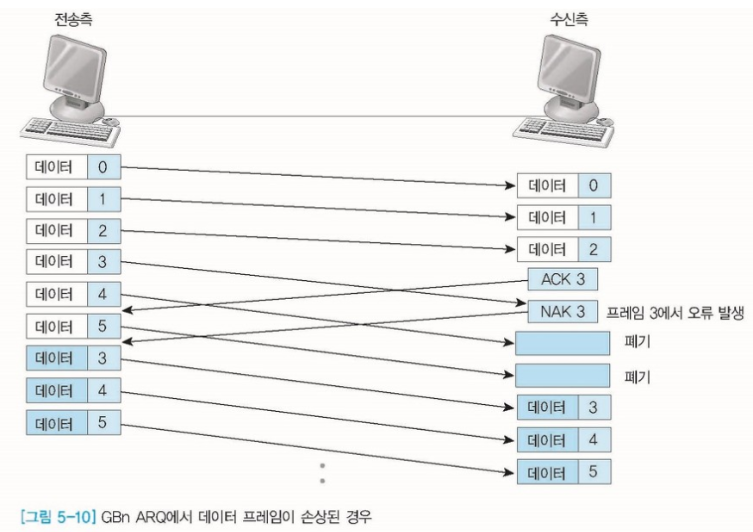 전송측
수신측
데이터 0
데이터 1
데이터 2
데이터 3
데이터 4
데이터 5
데이터 3
데이터 4
데이터 5
데이터 0
데이터 1
데이터 2
ACK 3
NAK 3 프레임 3에서 오류 발생
폐기
폐기
데이터 3
데이터 4
데이터 5
[그림 5-10] GBn ARQ에서 데이터 프레임이 손상된 경우